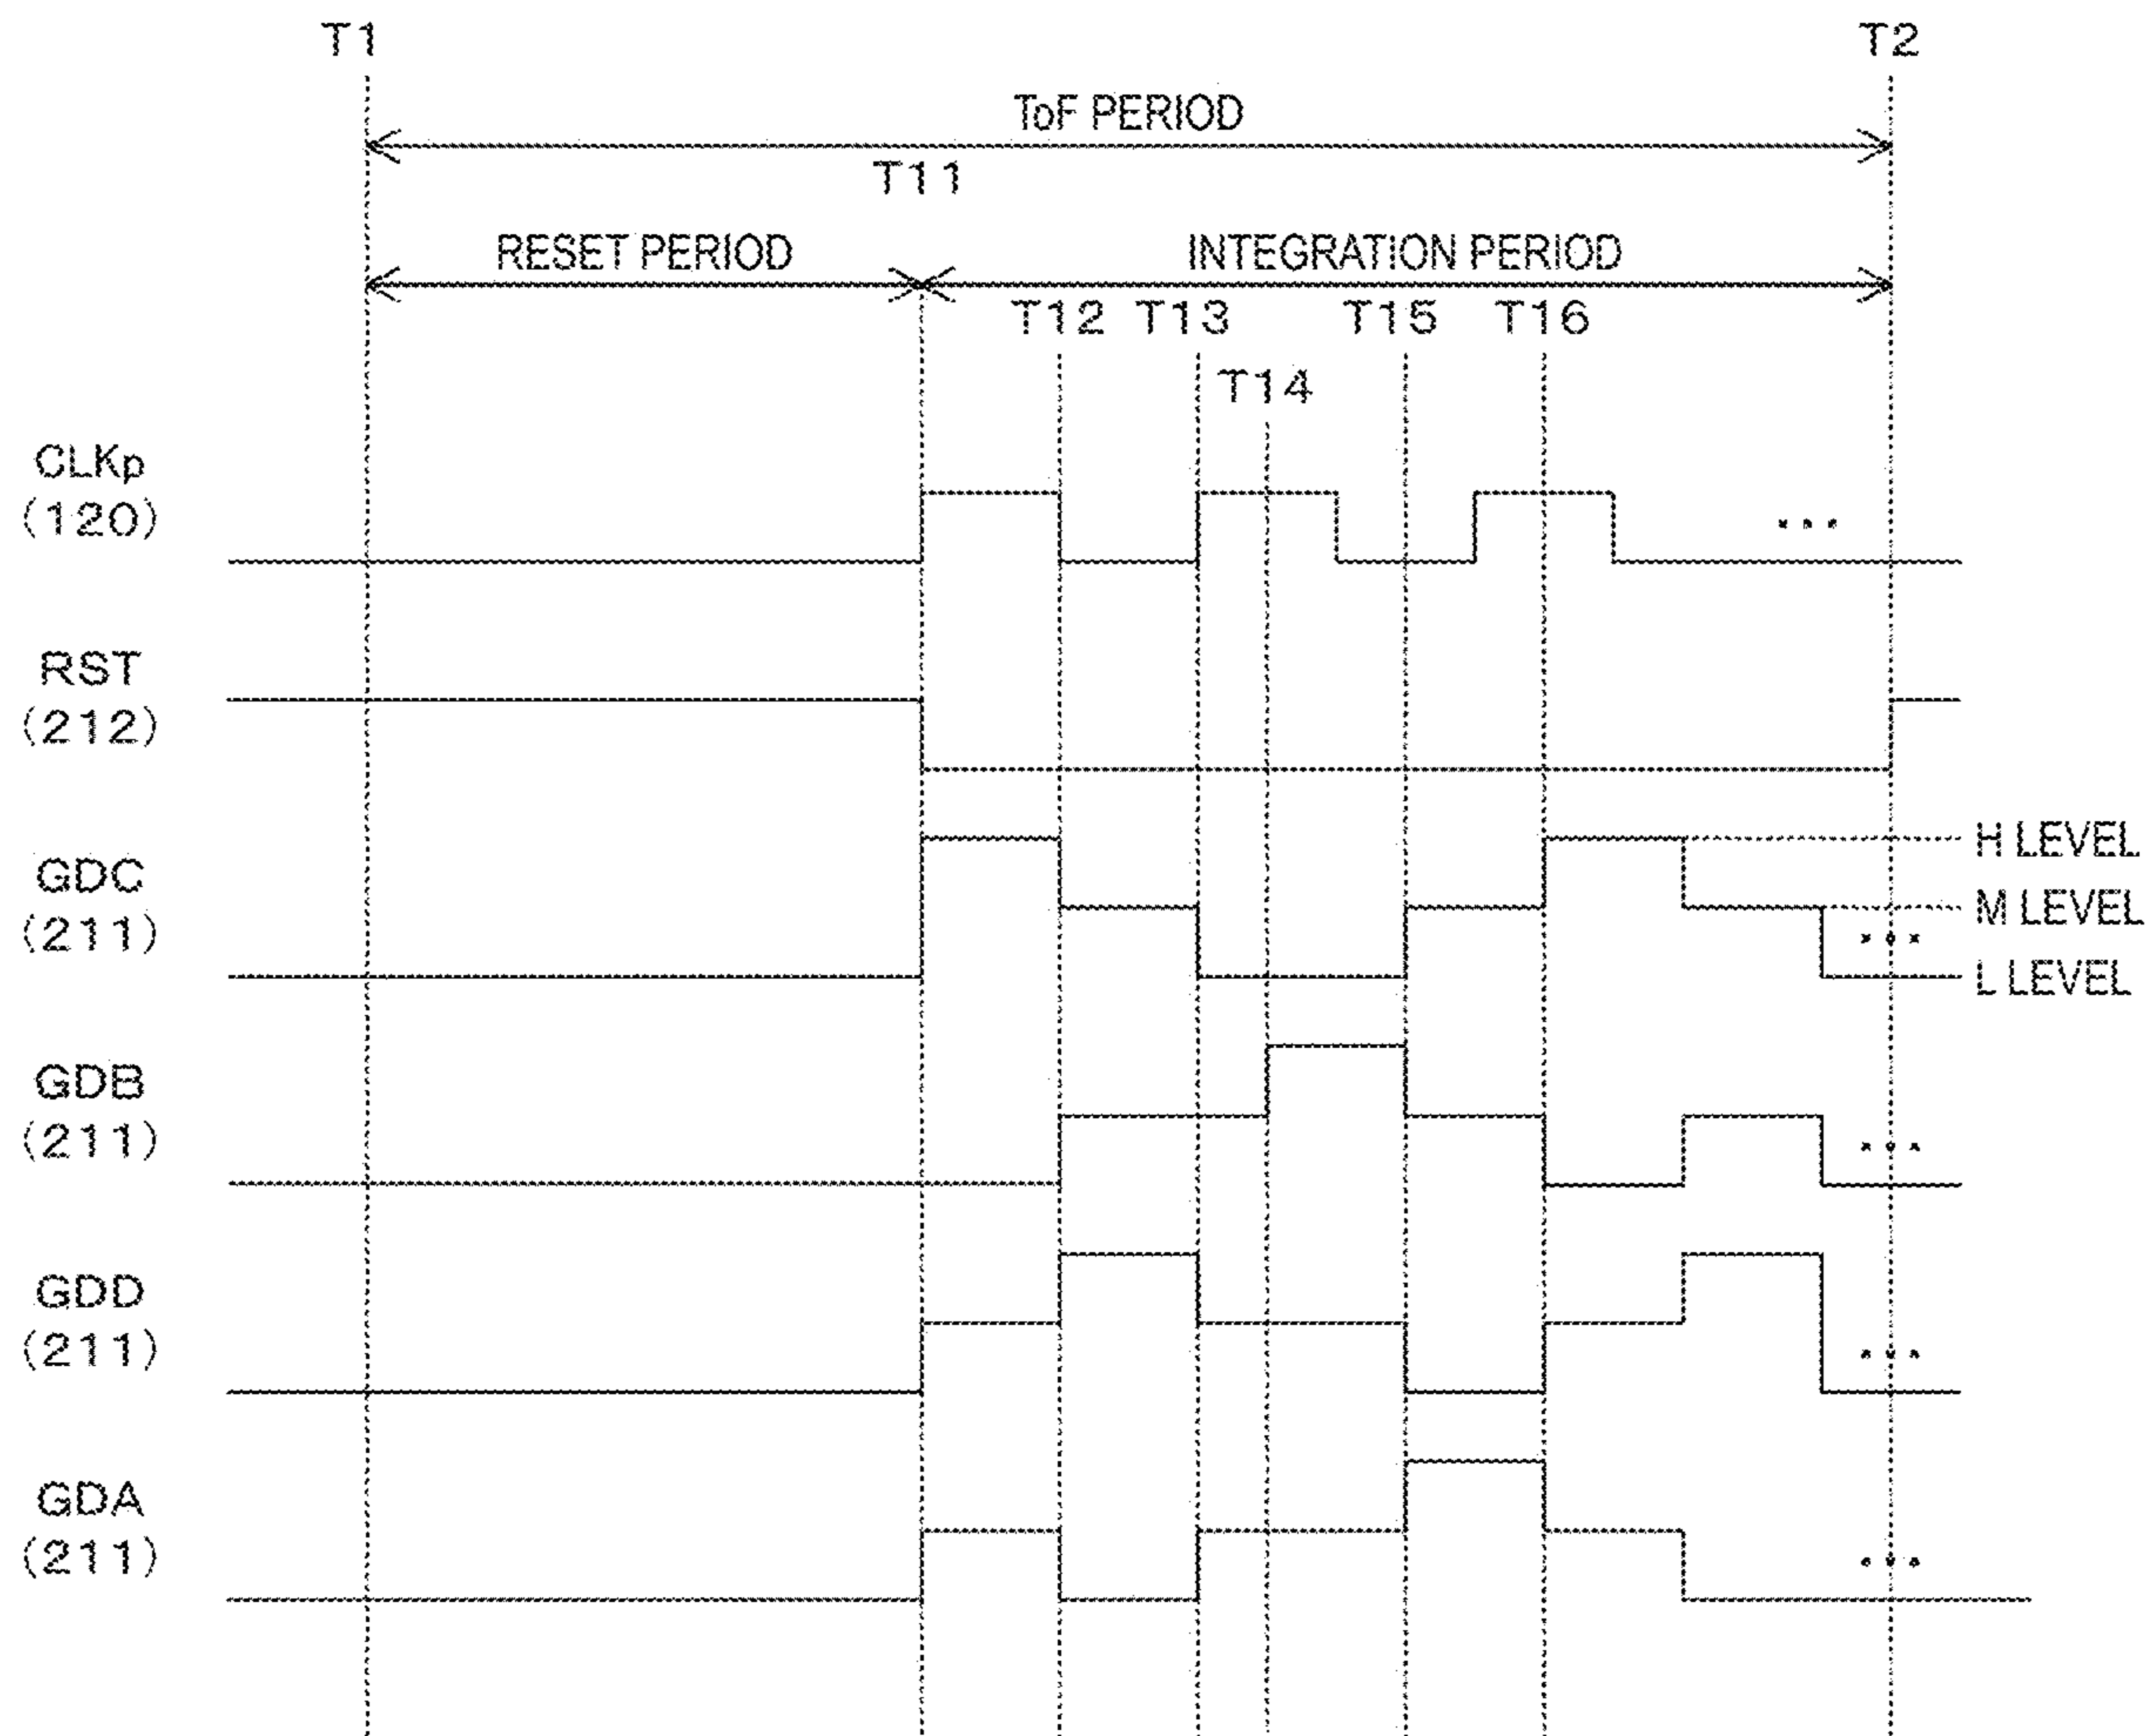 T1 T2
ToF PERIOD
T11
RESET PERIOD INTEGRATION PERIOD
T12 T13 T15 T16
T14
CLKp
(120)
...
RST
(212)
H LEVEL
GDC
(211)
M LEVEL
...
L LEVEL
GDB
(211)
...
GDD
(211)
...
GDA
(211)
...